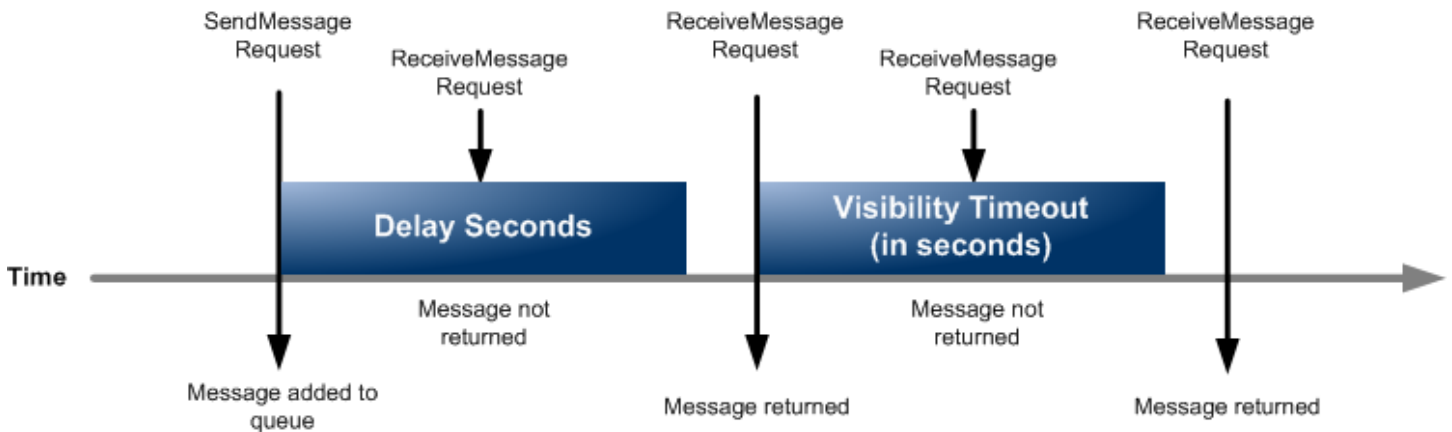 SendMessage
Request
ReceiveMessage
Request
ReceiveMessage
Request
ReceiveMessage
Request
ReceiveMessage
Request
Delay Seconds
Visibility Timeout
(in seconds)
Time
Message not
returned
Message not
returned
Message added to
queue
Message returned
Message returned